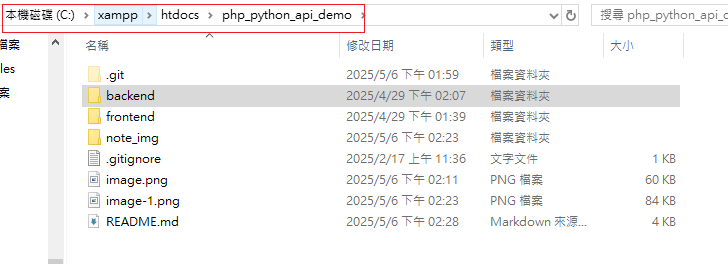 本機磁碟 (C:) > xampp > htdocs > php_python_api_demo >
搜尋 php_python_api_d
檔案
les
案
名稱 修改日期 類型 大小
.git 2025/5/6 下午 01:59 檔案資料夾
backend 2025/4/29 下午 02:07 檔案資料夾
frontend 2025/4/29 下午 01:39 檔案資料夾
note_img 2025/5/6 下午 02:23 檔案資料夾
.gitignore 2025/2/17 上午 11:36 文字文件 1 KB
image.png 2025/5/6 下午 02:11 PNG 檔案 60 KB
image-1.png 2025/5/6 下午 02:23 PNG 檔案 84 KB
README.md 2025/5/6 下午 02:28 Markdown 來源... 4 KB